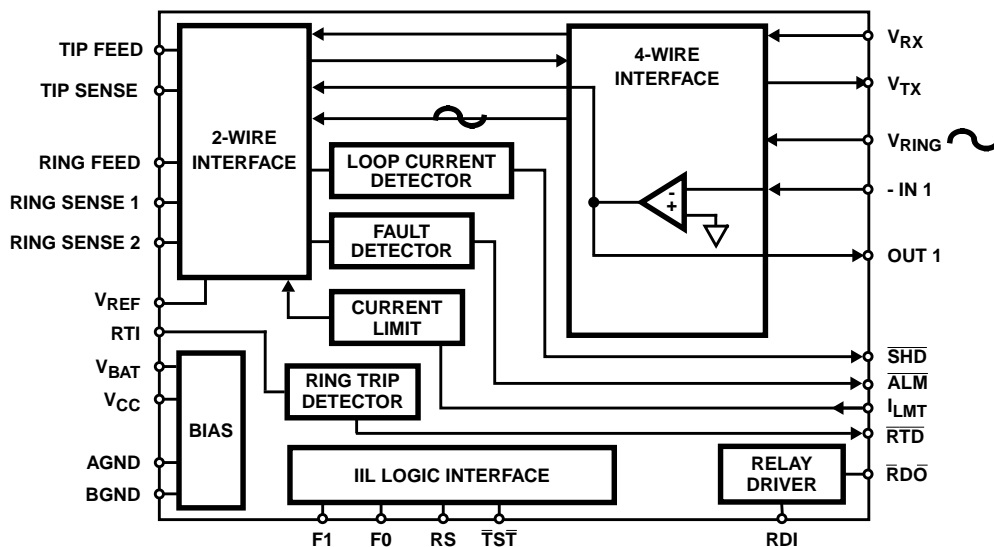 TIP FEED
TIP SENSE
RING FEED
RING SENSE 1
RING SENSE 2
VREF
RTI
VBAT
VCC
AGND
BGND
2-WIRE
INTERFACE
4-WIRE
INTERFACE
LOOP CURRENT
DETECTOR
FAULT
DETECTOR
CURRENT
LIMIT
RING TRIP
DETECTOR
BIAS
IIL LOGIC INTERFACE
RELAY
DRIVER
-
+
VRX
VTX
VRING
- IN 1
OUT 1
SHD
ALM
ILMT
RTD
RDO
F1
F0
RS
TST
RDI